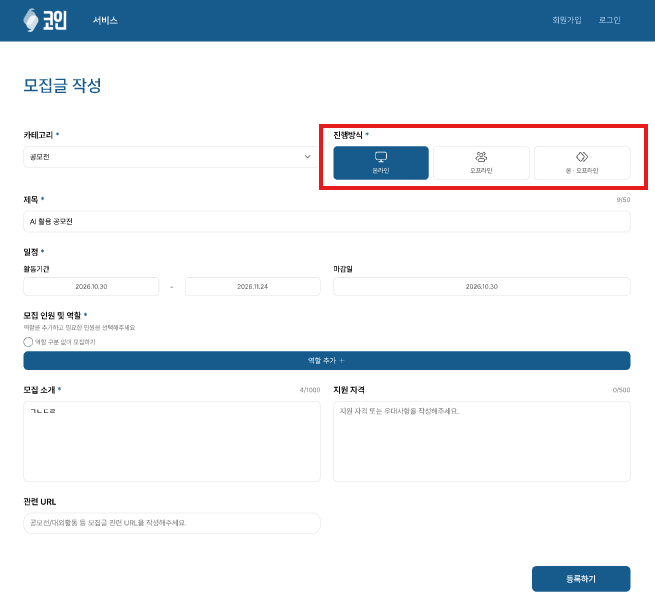 코인 서비스 회원가입 로그인
모집글 작성
카테고리 * 진행방식 *
공모전 온라인 오프라인 온·오프라인
제목 * 9/50
AI 활용 공모전
일정 *
활동기간 마감일
2026.10.30 - 2026.11.24 2026.10.30
모집 인원 및 역할 *
역할을 추가하고 필요한 인원을 선택해주세요
역할 구분 없이 모집하기
역할 추가 +
모집 소개 * 4/1000 지원 자격 0/500
ㄱㄴㄷㄹ 지원 자격 또는 우대사항을 작성해주세요.
관련 URL
공모전/대외활동 등 모집글 관련 URL을 작성해주세요.
등록하기